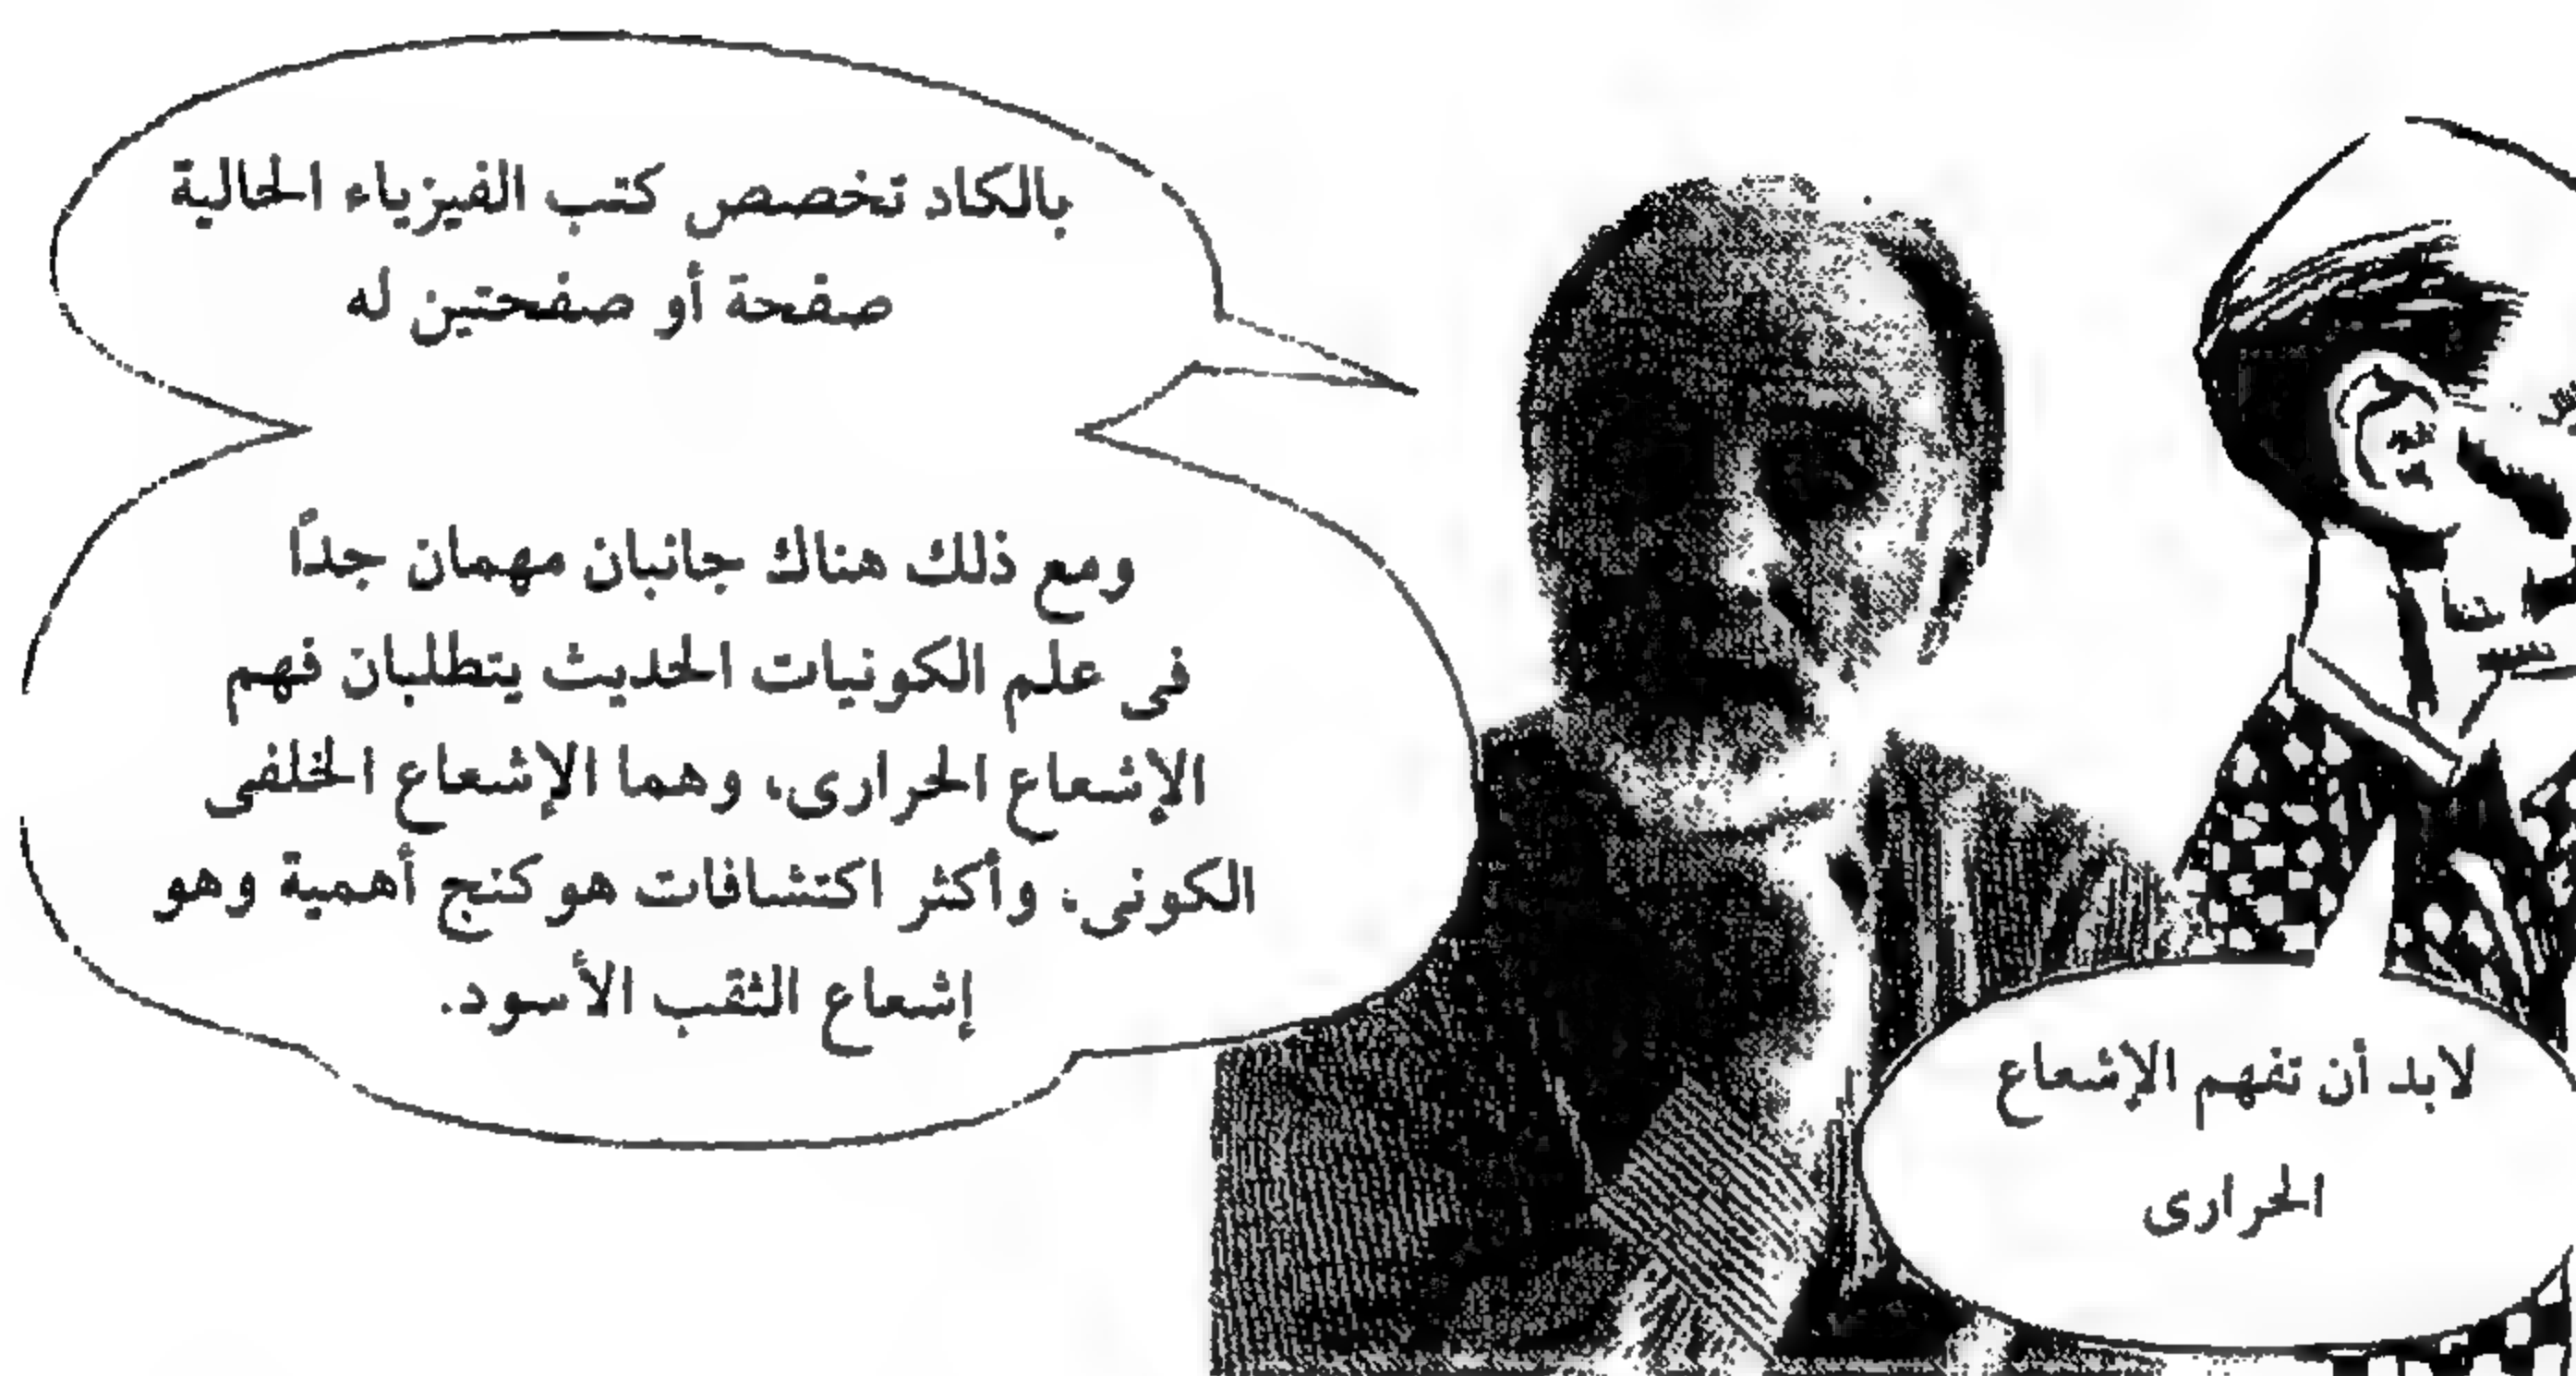 بالكاد تخصص كتب الفيزياء الحالية
صفحة أو صفحتين له
ومع ذلك هناك جانبان مهمان جداً
فى علم الكونيات الحديث يتطلبان فهم
الإشعاع الحرارى، وهما الإشعاع الخلفى
الكونى، وأكثر اكتشافات هوكنج أهمية وهو
إشعاع الثقب الأسود.
لابد أن تفهم الإشعاع
الحرارى